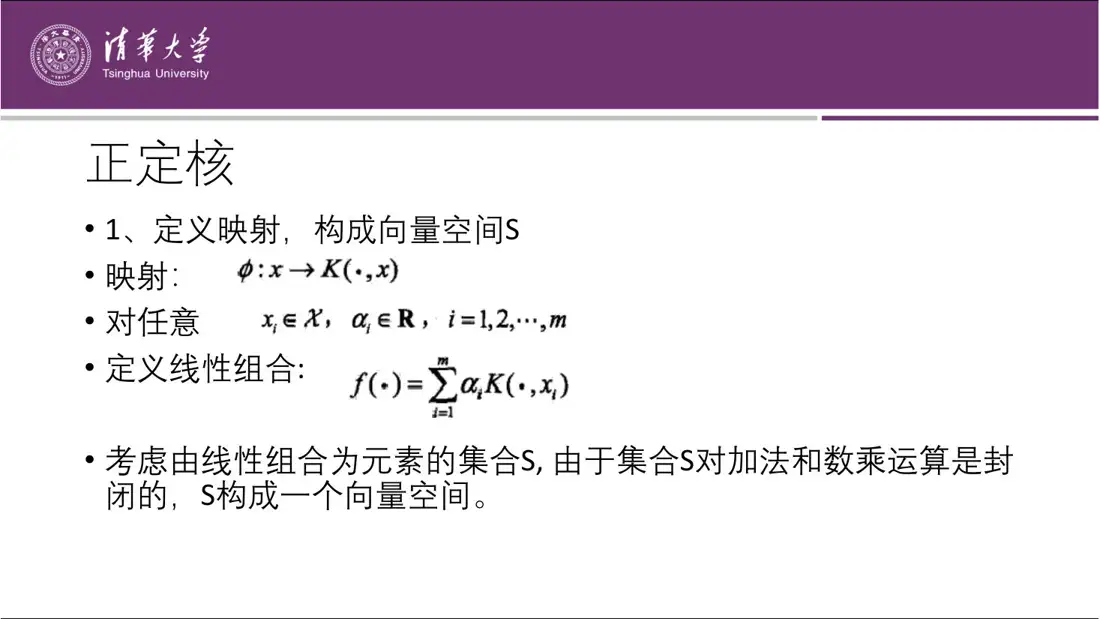 清华大学
Tsinghua University
正定核
• 1、定义映射，构成向量空间S
• 映射： ϕ : x → K(·, x)
• 对任意 xᵢ ∈ 𝒳， αᵢ ∈ R， i = 1, 2, ⋯, m
• 定义线性组合: f(·) = ∑ᵢ₌₁ᵐ αᵢK(·, xᵢ)
• 考虑由线性组合为元素的集合S, 由于集合S对加法和数乘运算是封
闭的，S构成一个向量空间。